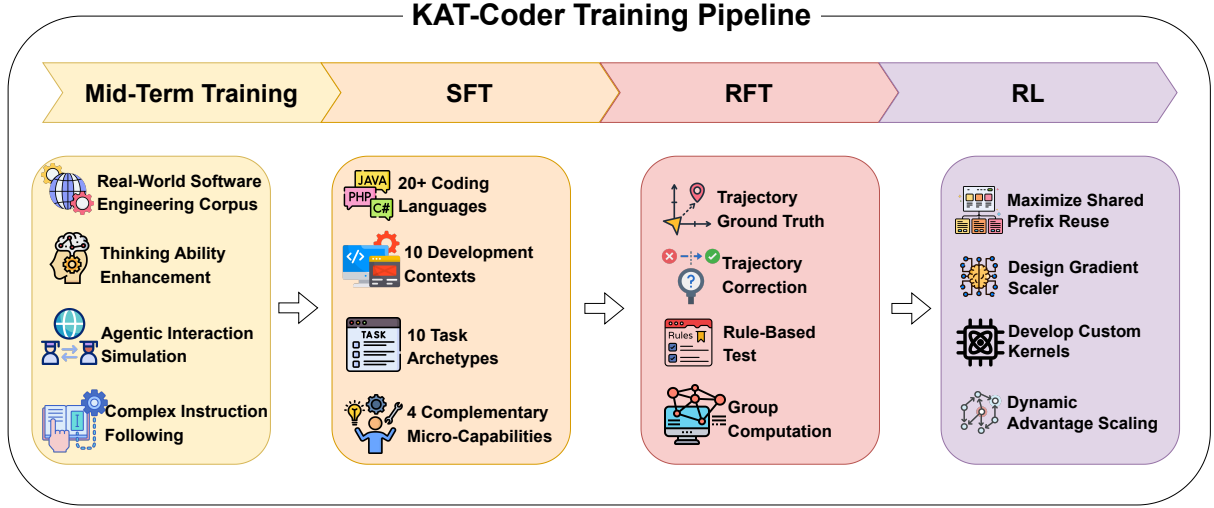 KAT-Coder Training Pipeline
Mid-Term Training
SFT
RFT
RL
Real-World Software
Engineering Corpus
Thinking Ability
Enhancement
Agentic Interaction
Simulation
Complex Instruction
Following
JAVA
PHP
C#
20+ Coding
Languages
</>
10 Development
Contexts
TASK
10 Task
Archetypes
4 Complementary
Micro-Capabilities
Trajectory
Ground Truth
?
Trajectory
Correction
Rules
Rule-Based
Test
Group
Computation
Maximize Shared
Prefix Reuse
Design Gradient
Scaler
Develop Custom
Kernels
Dynamic
Advantage Scaling